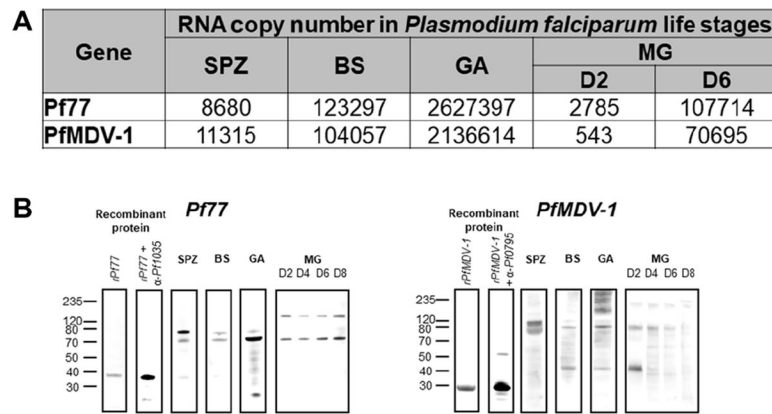 A
Gene RNA copy number in Plasmodium falciparum life stages
SPZ BS GA MG
D2 D6
Pf77 8680 123297 2627397 2785 107714
PfMDV-1 11315 104057 2136614 543 70695
B
Pf77
Recombinant protein
rPf77
rPf77 + α-Pf1035
SPZ BS GA MG
D2 D4 D6 D8
235
120
80
70
50
40
30
PfMDV-1
Recombinant protein
rPfMDV-1
rPfMDV-1 + α-Pf0795
SPZ BS GA MG
D2 D4 D6 D8
235
120
80
70
50
40
30